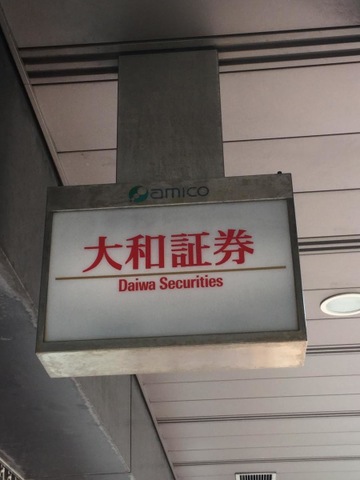 amico
大和証券
Daiwa Securities